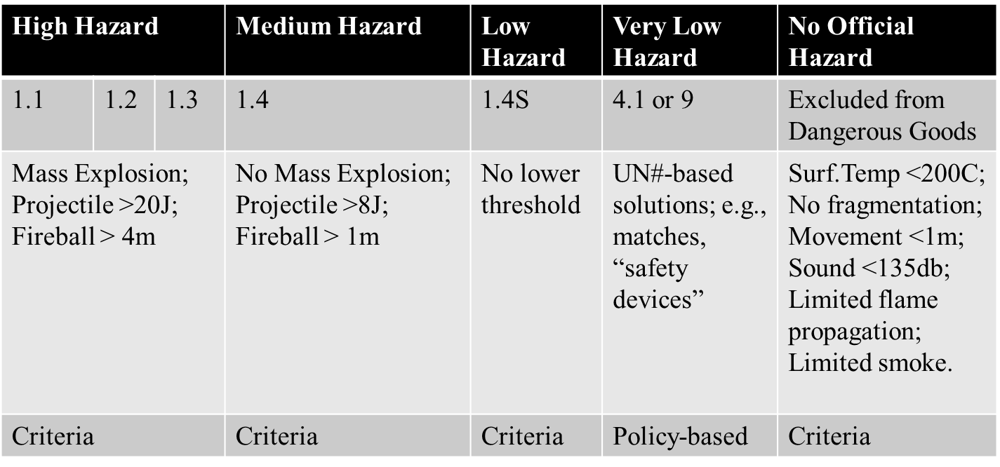 High Hazard
Medium Hazard
Low
Hazard
Very Low
Hazard
No Official
Hazard
1.1
1.2
1.3
1.4
1.4S
4.1 or 9
Excluded from
Dangerous Goods
Mass Explosion;
Projectile >20J;
Fireball > 4m
No Mass Explosion;
Projectile >8J;
Fireball > 1m
No lower
threshold
UN#-based
solutions; e.g.,
matches,
“safety
devices”
Surf.Temp <200C;
No fragmentation;
Movement <1m;
Sound <135db;
Limited flame
propagation;
Limited smoke.
Criteria
Criteria
Criteria
Policy-based
Criteria